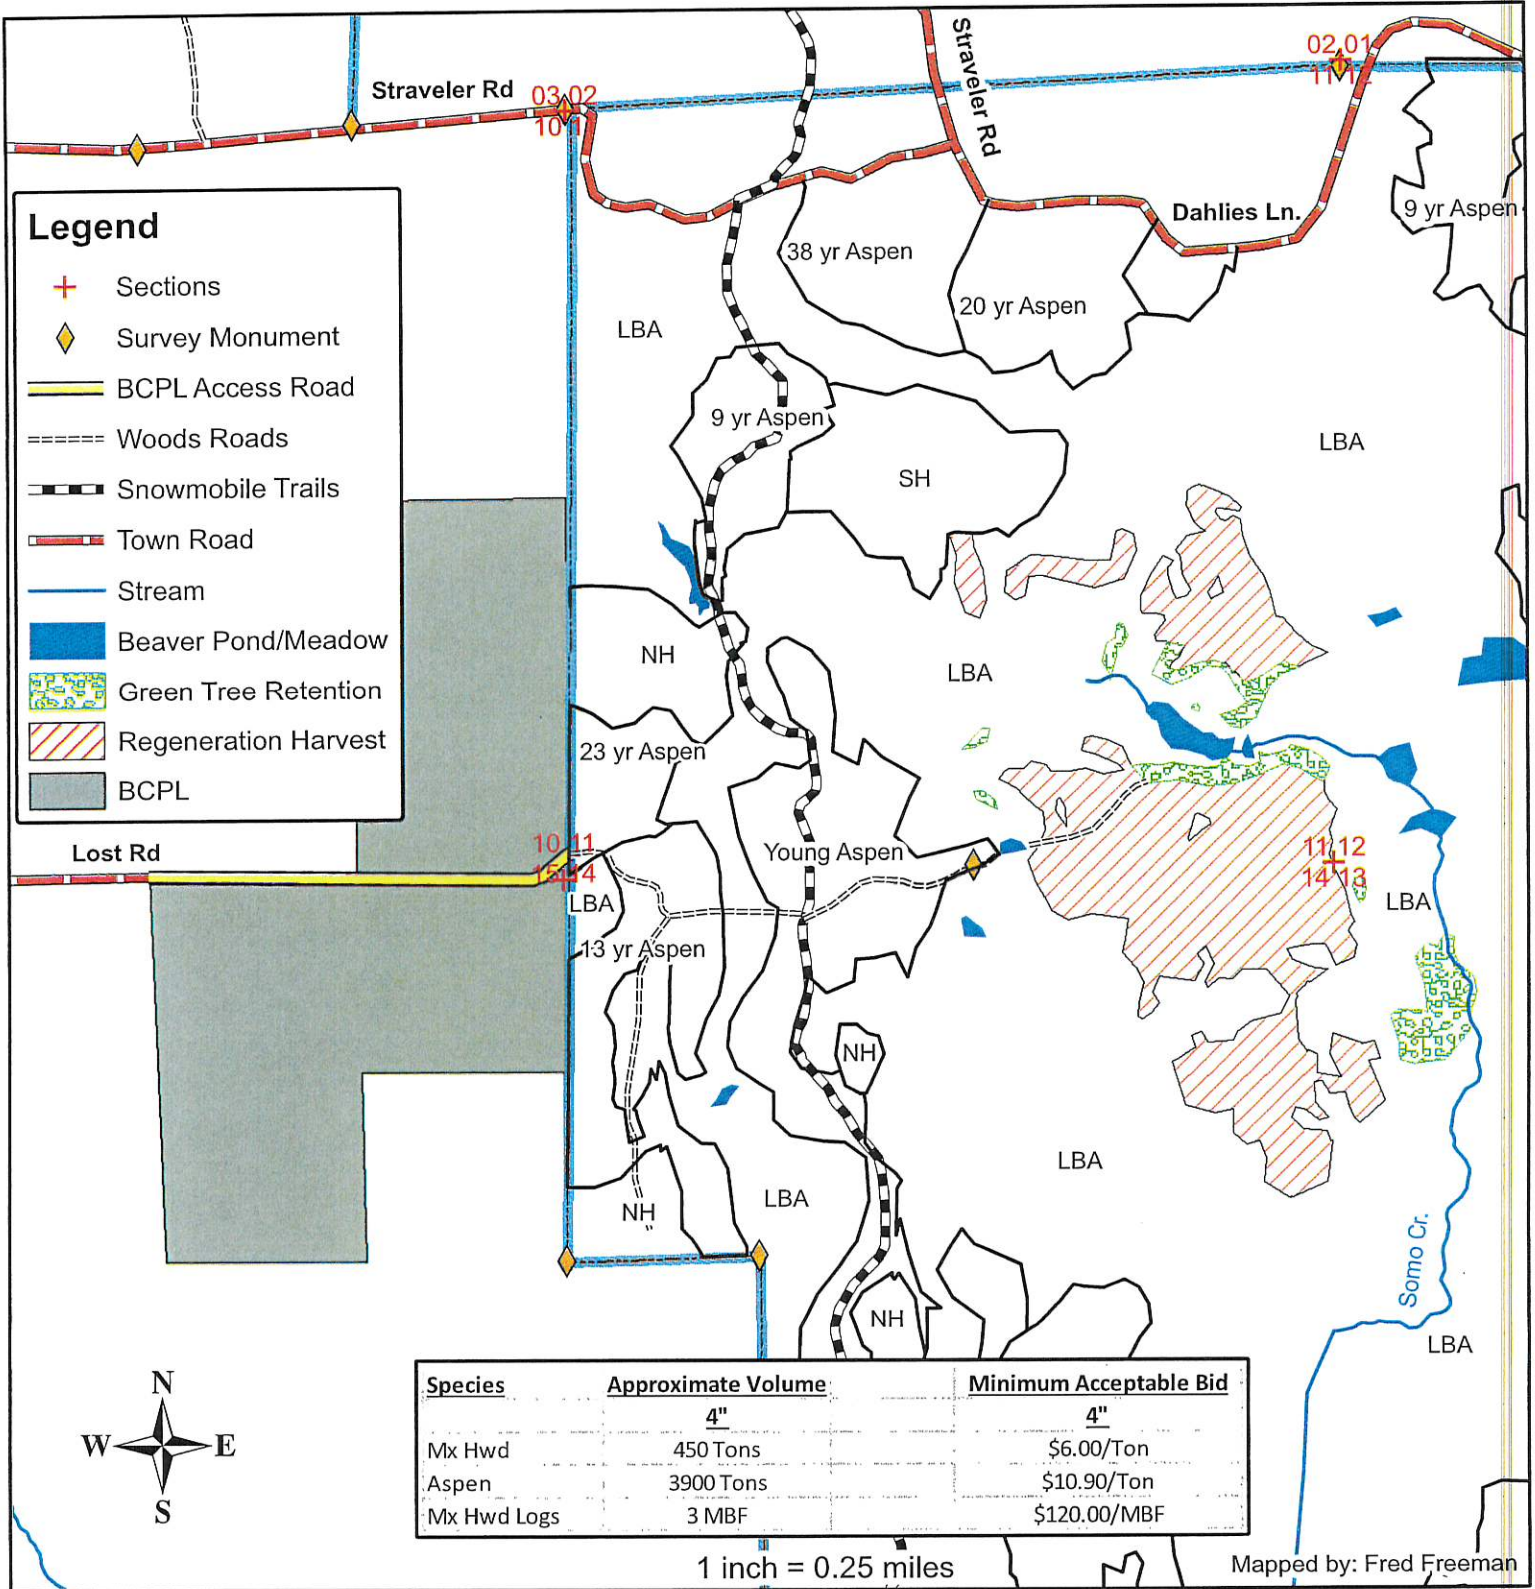 Straveler Rd
03 02
10 1
Straveler Rd
02 01
11 1
Dahlies Ln.
9 yr Aspen
38 yr Aspen
20 yr Aspen
LBA
9 yr Aspen
SH
LBA
Legend
Sections
Survey Monument
BCPL Access Road
Woods Roads
Snowmobile Trails
Town Road
Stream
Beaver Pond/Meadow
Green Tree Retention
Regeneration Harvest
BCPL
NH
LBA
23 yr Aspen
Lost Rd
10 11
15 14
Young Aspen
11 12
14 13
LBA
LBA
13 yr Aspen
NH
LBA
NH
LBA
Somo Cr.
NH
LBA
N
W E
S
Species Approximate Volume Minimum Acceptable Bid
4" 4"
Mx Hwd 450 Tons $6.00/Ton
Aspen 3900 Tons $10.90/Ton
Mx Hwd Logs 3 MBF $120.00/MBF
1 inch = 0.25 miles
Mapped by: Fred Freeman